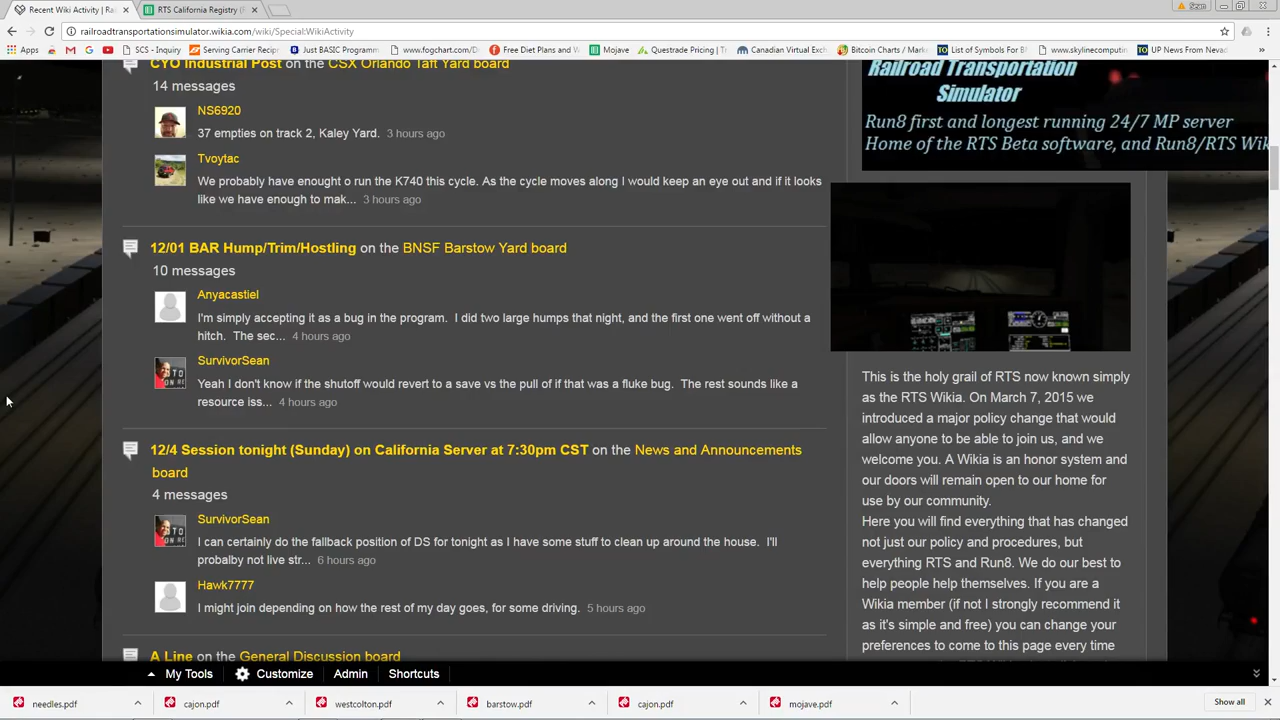 Recent Wiki Activity | Rai
RTS California Registry (R
Sean
railroadtransportationsimulator.wikia.com/wiki/Special:WikiActivity
Apps
SCS - Inquiry
Serving Carrier Recipr
Just BASIC Programm
www.fogchart.com/en
Free Diet Plans and W
Mojave
Questrade Pricing | T
Canadian Virtual Exch
Bitcoin Charts / Marke
List of Symbols For E
www.skylinecomputin
UP News From Nevad
CYO Industrial Post on the CSX Orlando Taft Yard board
14 messages
NS6920
37 empties on track 2, Kaley Yard. 3 hours ago
Tvoytac
We probably have enought o run the K740 this cycle. As the cycle moves along I would keep an eye out and if it looks
like we have enough to mak... 3 hours ago
12/01 BAR Hump/Trim/Hostling on the BNSF Barstow Yard board
10 messages
Anyacastiel
I'm simply accepting it as a bug in the program. I did two large humps that night, and the first one went off without a
hitch. The sec... 4 hours ago
SurvivorSean
Yeah I don't know if the shutoff would revert to a save vs the pull of if that was a fluke bug. The rest sounds like a
resource iss... 4 hours ago
12/4 Session tonight (Sunday) on California Server at 7:30pm CST on the News and Announcements
board
4 messages
SurvivorSean
I can certainly do the fallback position of DS for tonight as I have some stuff to clean up around the house. I'll
probalby not live str... 6 hours ago
Hawk7777
I might join depending on how the rest of my day goes, for some driving. 5 hours ago
A Line on the General Discussion board
Railroad Transportation
Simulator
Run8 first and longest running 24/7 MP server
Home of the RTS Beta software, and Run8/RTS Wik
This is the holy grail of RTS now known simply
as the RTS Wikia. On March 7, 2015 we
introduced a major policy change that would
allow anyone to be able to join us, and we
welcome you. A Wikia is an honor system and
our doors will remain open to our home for
use by our community.
Here you will find everything that has changed
not just our policy and procedures, but
everything RTS and Run8. We do our best to
help people help themselves. If you are a
Wikia member (if not I strongly recommend it
as it's simple and free) you can change your
preferences to come to this page every time
My Tools
Customize
Admin
Shortcuts
needles.pdf
cajon.pdf
westcolton.pdf
barstow.pdf
cajon.pdf
mojave.pdf
Show all